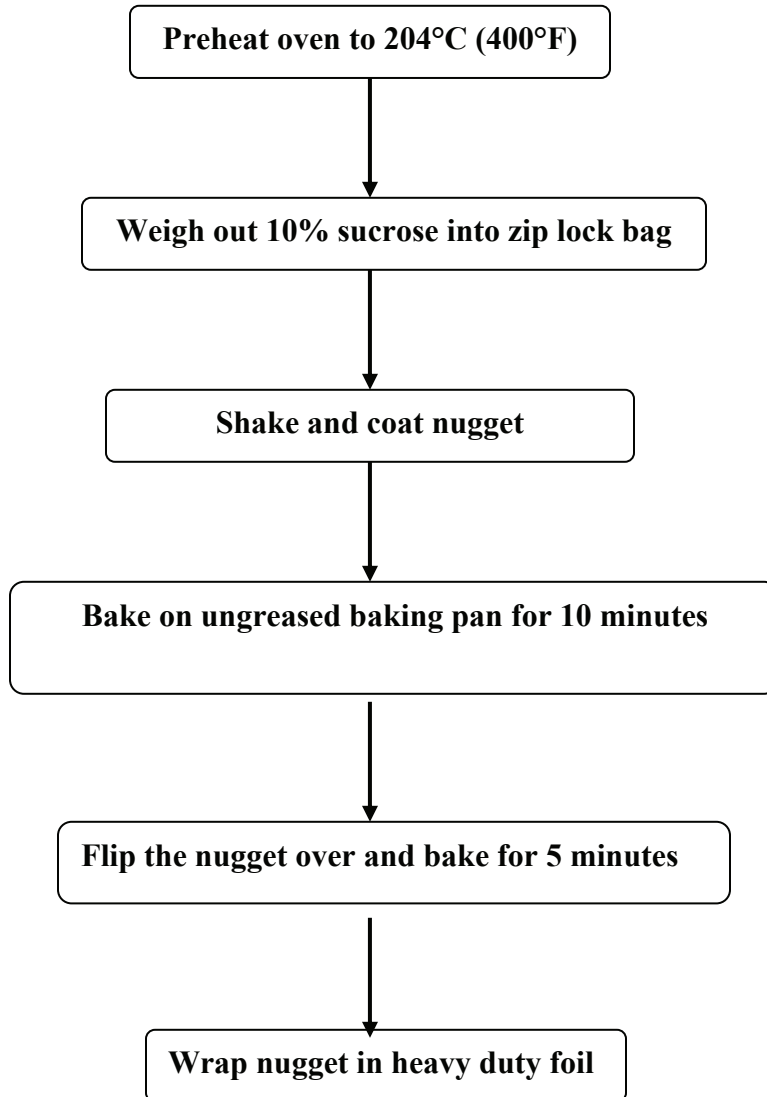 Preheat oven to 204°C (400°F)
Weigh out 10% sucrose into zip lock bag
Shake and coat nugget
Bake on ungreased baking pan for 10 minutes
Flip the nugget over and bake for 5 minutes
Wrap nugget in heavy duty foil